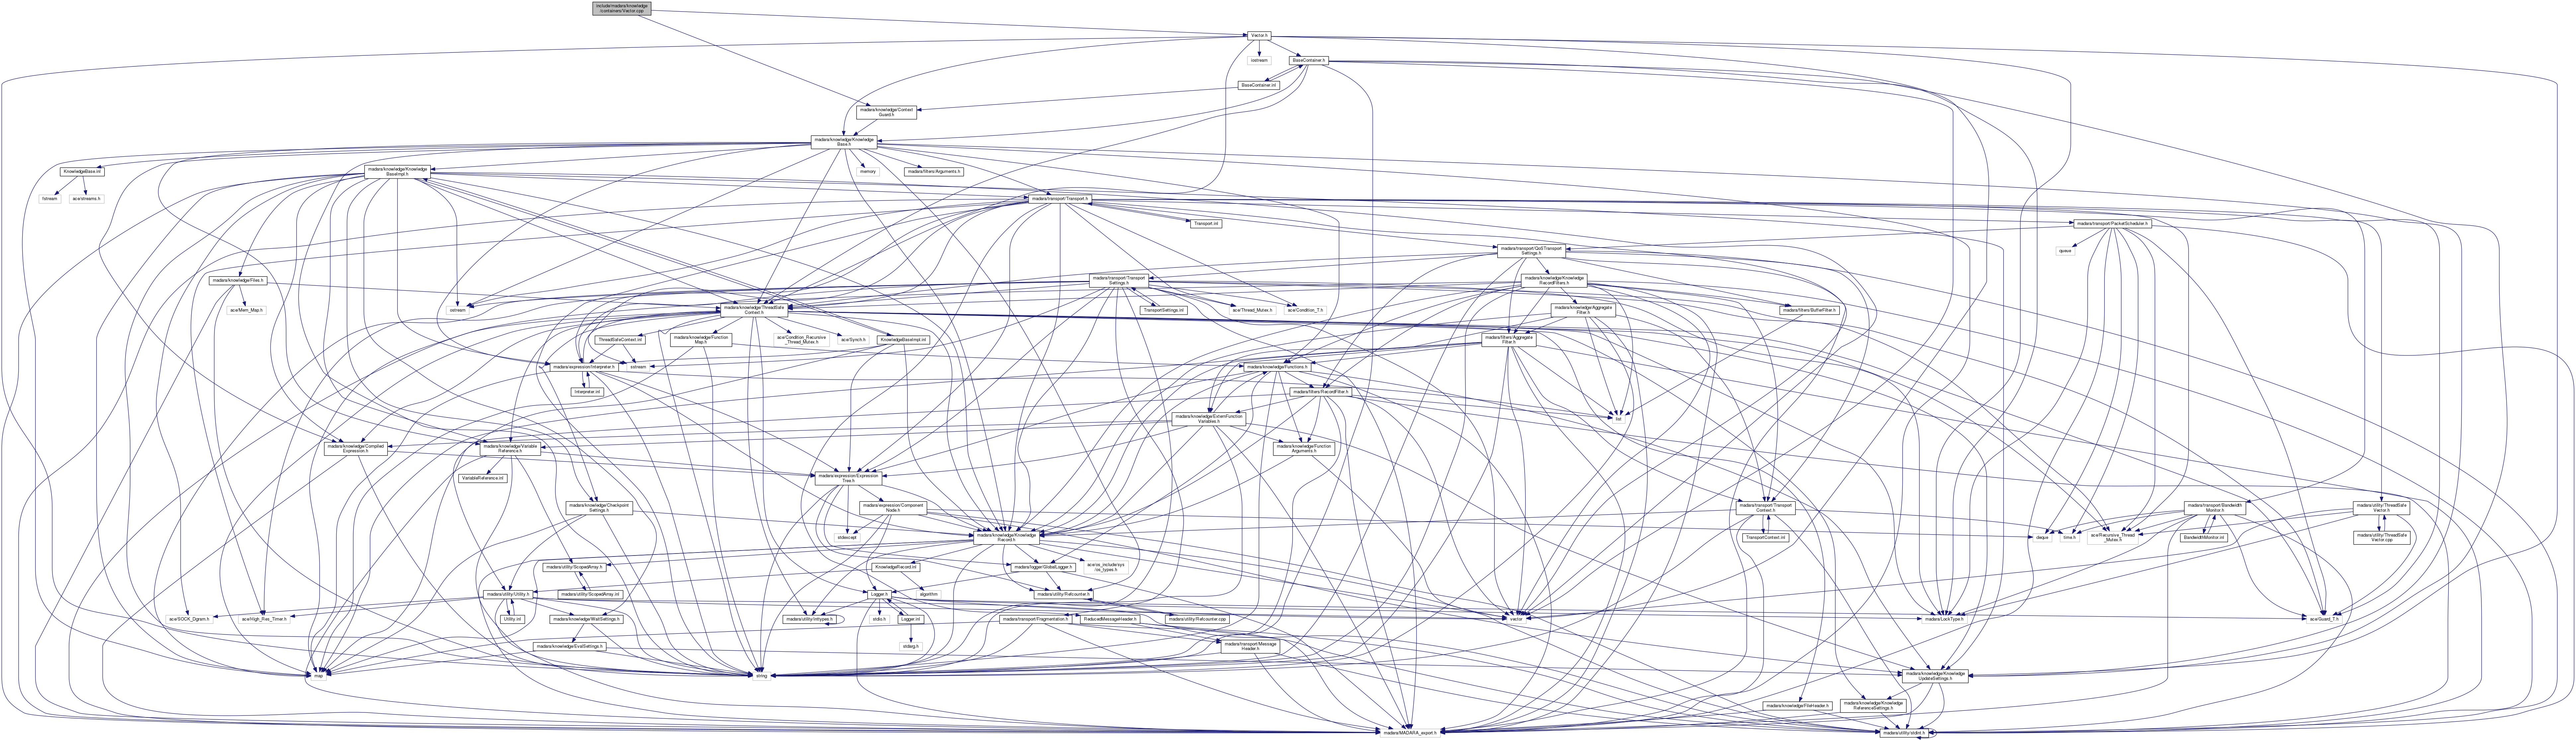 include/madara/knowledge
/containers/Vector.cpp
Vector.h
iostream
BaseContainer.h
BaseContainer.inl
madara/knowledge/Context
Guard.h
madara/knowledge/Knowledge
Base.h
KnowledgeBase.inl
madara/knowledge/Knowledge
BaseImpl.h
memory
madara/filters/Arguments.h
fstream
ace/streams.h
madara/transport/Transport.h
Transport.inl
madara/transport/PacketScheduler.h
queue
madara/transport/QoSTransport
Settings.h
madara/knowledge/Files.h
madara/transport/Transport
Settings.h
madara/knowledge/Knowledge
RecordFilters.h
ace/Mem_Map.h
ostream
madara/knowledge/ThreadSafe
Context.h
TransportSettings.inl
ace/Thread_Mutex.h
ace/Condition_T.h
madara/knowledge/Aggregate
Filter.h
madara/filters/BufferFilter.h
ThreadSafeContext.inl
madara/knowledge/Function
Map.h
ace/Condition_Recursive
_Thread_Mutex.h
ace/Synch.h
KnowledgeBaseImpl.inl
madara/filters/Aggregate
Filter.h
madara/expression/Interpreter.h
sstream
madara/knowledge/Functions.h
Interpreter.inl
madara/filters/RecordFilter.h
madara/knowledge/ExternFunction
Variables.h
list
madara/knowledge/Compiled
Expression.h
madara/knowledge/Variable
Reference.h
madara/knowledge/Function
Arguments.h
VariableReference.inl
madara/expression/Expression
Tree.h
madara/knowledge/Checkpoint
Settings.h
madara/expression/Component
Node.h
madara/transport/Transport
Context.h
madara/transport/Bandwidth
Monitor.h
madara/utility/ThreadSafe
Vector.h
stdexcept
madara/knowledge/Knowledge
Record.h
TransportContext.inl
deque
time.h
ace/Recursive_Thread
_Mutex.h
BandwidthMonitor.inl
madara/utility/ThreadSafe
Vector.cpp
madara/utility/ScopedArray.h
KnowledgeRecord.inl
madara/logger/GlobalLogger.h
ace/os_include/sys
/os_types.h
madara/utility/Utility.h
madara/utility/ScopedArray.inl
Logger.h
algorithm
madara/utility/Refcounter.h
ace/SOCK_Dgram.h
ace/High_Res_Timer.h
Utility.inl
madara/knowledge/WaitSettings.h
madara/utility/inttypes.h
stdio.h
Logger.inl
madara/transport/Fragmentation.h
ReducedMessageHeader.h
madara/utility/Refcounter.cpp
vector
madara/LockType.h
ace/Guard_T.h
stdarg.h
madara/knowledge/EvalSettings.h
madara/transport/Message
Header.h
map
string
madara/knowledge/Knowledge
UpdateSettings.h
madara/knowledge/FileHeader.h
madara/knowledge/Knowledge
ReferenceSettings.h
madara/MADARA_export.h
madara/utility/stdint.h